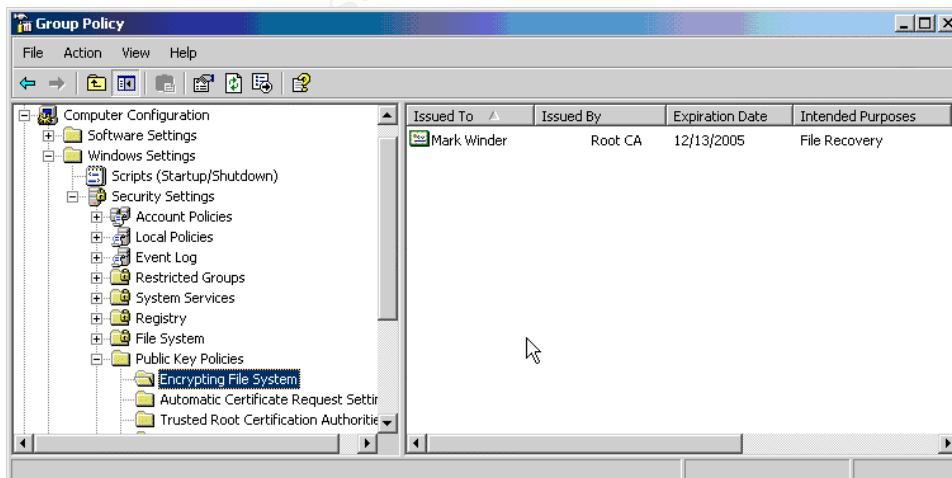 Group Policy
File Action View Help
Computer Configuration
Software Settings
Windows Settings
Scripts (Startup/Shutdown)
Security Settings
Account Policies
Local Policies
Event Log
Restricted Groups
System Services
Registry
File System
Public Key Policies
Encrypting File System
Automatic Certificate Request Settir
Trusted Root Certification Authoritie
Issued To Issued By Expiration Date Intended Purposes
Mark Winder Root CA 12/13/2005 File Recovery